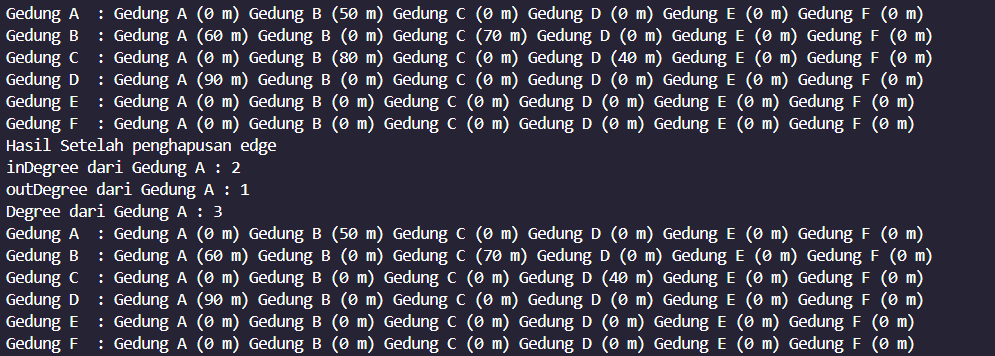 Gedung A  : Gedung A (0 m) Gedung B (50 m) Gedung C (0 m) Gedung D (0 m) Gedung E (0 m) Gedung F (0 m)
Gedung B  : Gedung A (60 m) Gedung B (0 m) Gedung C (70 m) Gedung D (0 m) Gedung E (0 m) Gedung F (0 m)
Gedung C  : Gedung A (0 m) Gedung B (80 m) Gedung C (0 m) Gedung D (40 m) Gedung E (0 m) Gedung F (0 m)
Gedung D  : Gedung A (90 m) Gedung B (0 m) Gedung C (0 m) Gedung D (0 m) Gedung E (0 m) Gedung F (0 m)
Gedung E  : Gedung A (0 m) Gedung B (0 m) Gedung C (0 m) Gedung D (0 m) Gedung E (0 m) Gedung F (0 m)
Gedung F  : Gedung A (0 m) Gedung B (0 m) Gedung C (0 m) Gedung D (0 m) Gedung E (0 m) Gedung F (0 m)
Hasil Setelah penghapusan edge
inDegree dari Gedung A : 2
outDegree dari Gedung A : 1
Degree dari Gedung A : 3
Gedung A  : Gedung A (0 m) Gedung B (50 m) Gedung C (0 m) Gedung D (0 m) Gedung E (0 m) Gedung F (0 m)
Gedung B  : Gedung A (60 m) Gedung B (0 m) Gedung C (70 m) Gedung D (0 m) Gedung E (0 m) Gedung F (0 m)
Gedung C  : Gedung A (0 m) Gedung B (0 m) Gedung C (0 m) Gedung D (40 m) Gedung E (0 m) Gedung F (0 m)
Gedung D  : Gedung A (90 m) Gedung B (0 m) Gedung C (0 m) Gedung D (0 m) Gedung E (0 m) Gedung F (0 m)
Gedung E  : Gedung A (0 m) Gedung B (0 m) Gedung C (0 m) Gedung D (0 m) Gedung E (0 m) Gedung F (0 m)
Gedung F  : Gedung A (0 m) Gedung B (0 m) Gedung C (0 m) Gedung D (0 m) Gedung E (0 m) Gedung F (0 m)